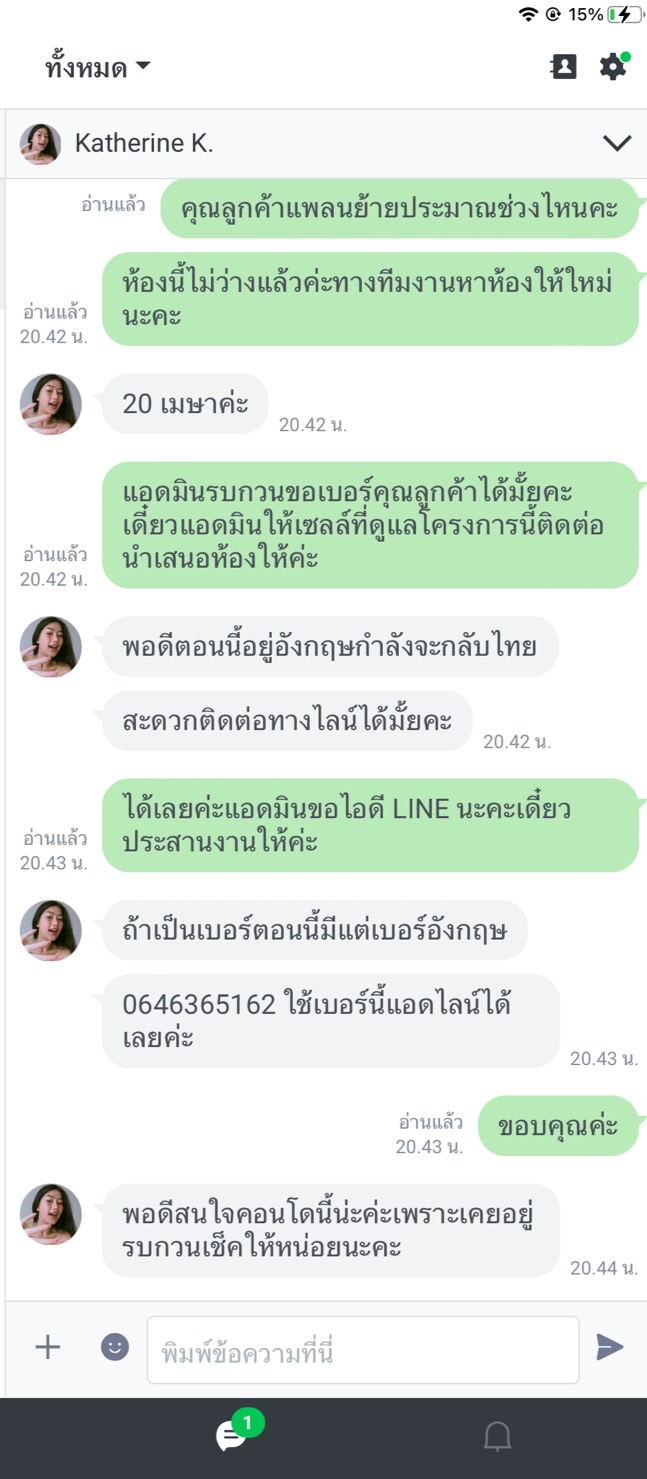 15%
ทั้งหมด
Katherine K.
อ่านแล้ว
คุณลูกค้าแพลนย้ายประมาณช่วงไหนคะ
ห้องนี้ไม่ว่างแล้วค่ะทางทีมงานหาห้องให้ใหม่
นะคะ
อ่านแล้ว
20.42 น.
20 เมษาค่ะ
20.42 น.
แอดมินรบกวนขอเบอร์คุณลูกค้าได้มั้ยคะ
เดี๋ยวแอดมินให้เซลล์ที่ดูแลโครงการนี้ติดต่อ
นำเสนอห้องให้ค่ะ
อ่านแล้ว
20.42 น.
พอดีตอนนี้อยู่อังกฤษกำลังจะกลับไทย
สะดวกติดต่อทางไลน์ได้มั้ยคะ
20.42 น.
ได้เลยค่ะแอดมินขอไอดี LINE นะคะเดี๋ยว
ประสานงานให้ค่ะ
อ่านแล้ว
20.43 น.
ถ้าเป็นเบอร์ตอนนี้มีแต่เบอร์อังกฤษ
0646365162 ใช้เบอร์นี้แอดไลน์ได้
เลยค่ะ
20.43 น.
อ่านแล้ว
20.43 น.
ขอบคุณค่ะ
พอดีสนใจคอนโดนี้น่ะค่ะเพราะเคยอยู่
รบกวนเช็คให้หน่อยนะคะ
20.44 น.
พิมพ์ข้อความที่นี่
1